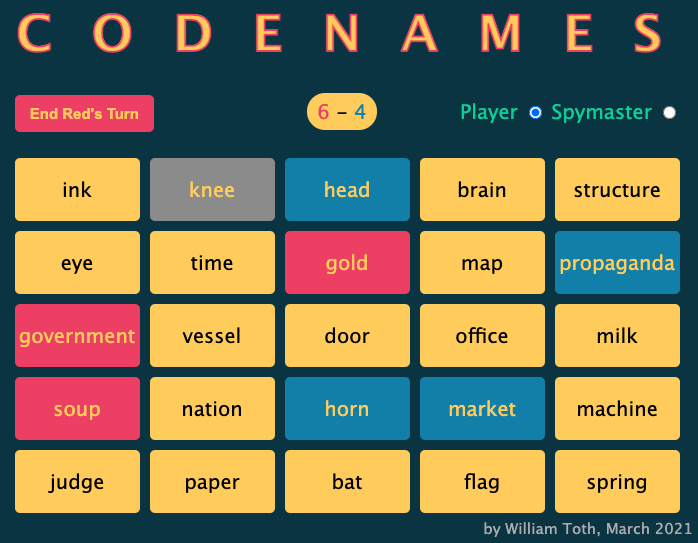 C O D E N A M E S
End Red's Turn
6 - 4
Player
Spymaster
ink
knee
head
brain
structure
eye
time
gold
map
propaganda
government
vessel
door
office
milk
soup
nation
horn
market
machine
judge
paper
bat
flag
spring
by William Toth, March 2021